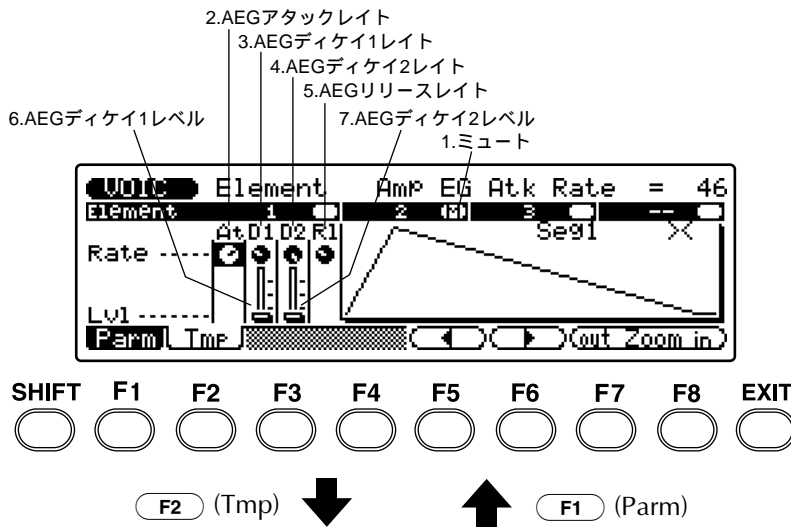 2.AEGアタックレイト
3.AEGディケイ1レイト
4.AEGディケイ2レイト
5.AEGリリースレイト
6.AEGディケイ1レベル
7.AEGディケイ2レベル
1.ミュート
VOIC Element Amp EG Atk Rate = 46
Element 1 2 (M) 3 --
At D1 D2 Rl Seg1
Rate -----
Lvl -----
Parm Tmp out Zoom in
SHIFT F1 F2 F3 F4 F5 F6 F7 F8 EXIT
F2 (Tmp) F1 (Parm)